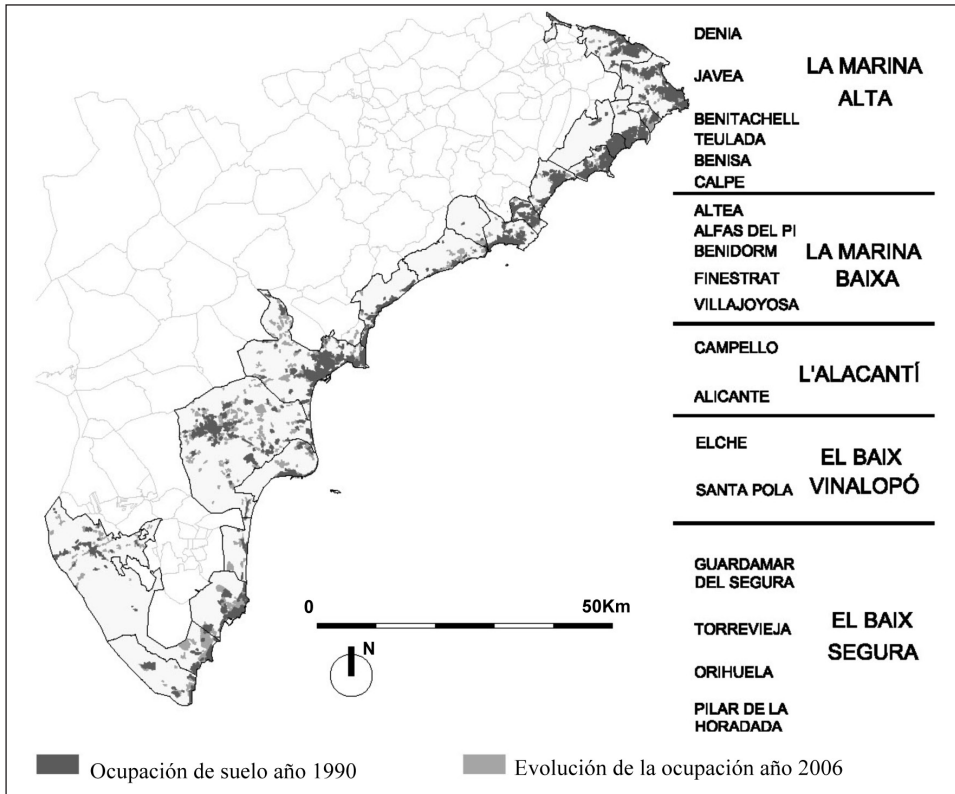 DENIA
JAVEA
BENITACHELL
TEULADA
BENISA
CALPE
LA MARINA
ALTA
ALTEA
ALFAS DEL PI
BENIDORM
FINESTRAT
VILLAJOYOSA
LA MARINA
BAIXA
CAMPELLO
ALICANTE
L'ALACANTÍ
ELCHE
SANTA POLA
EL BAIX
VINALOPÓ
GUARDAMAR
DEL SEGURA
TORREVIEJA
ORIHUELA
PILAR DE LA
HORADADA
EL BAIX
SEGURA
0 50Km
N
Ocupación de suelo año 1990
Evolución de la ocupación año 2006